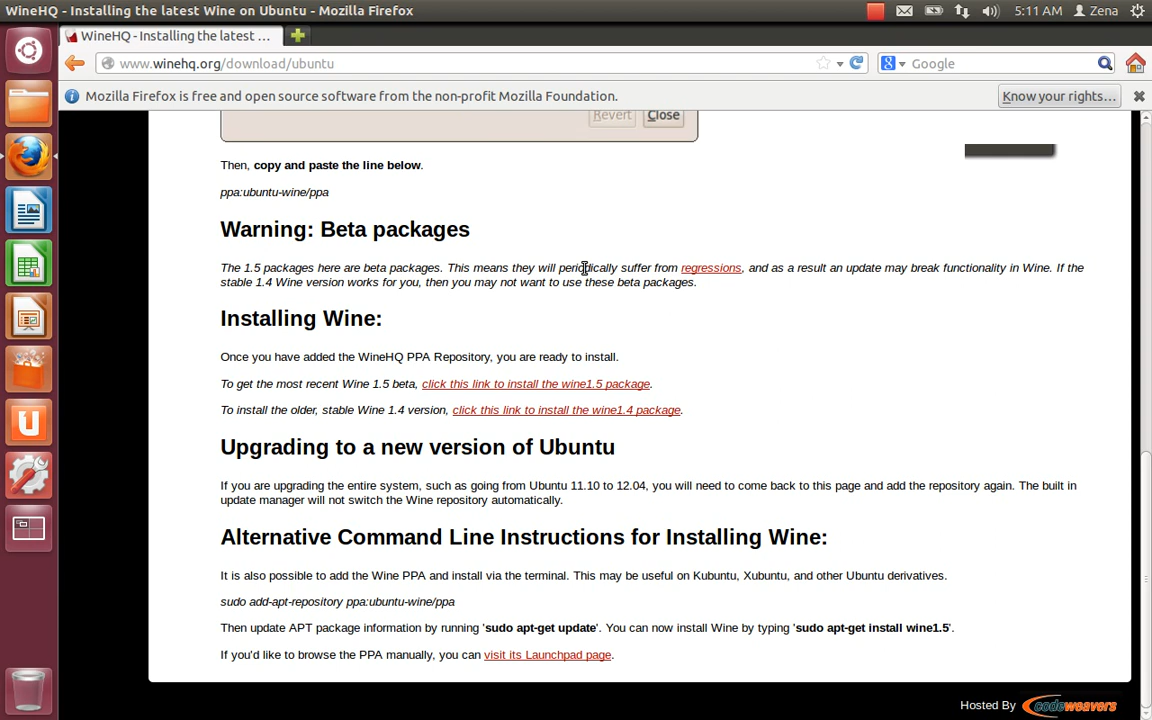 WineHQ - Installing the latest Wine on Ubuntu - Mozilla Firefox
5:11 AM Zena
WineHQ - Installing the latest ...
www.winehq.org/download/ubuntu
Google
Mozilla Firefox is free and open source software from the non-profit Mozilla Foundation.
Know your rights...
Revert Close
Then, copy and paste the line below.
ppa:ubuntu-wine/ppa
Warning: Beta packages
The 1.5 packages here are beta packages. This means they will periodically suffer from regressions, and as a result an update may break functionality in Wine. If the
stable 1.4 Wine version works for you, then you may not want to use these beta packages.
Installing Wine:
Once you have added the WineHQ PPA Repository, you are ready to install.
To get the most recent Wine 1.5 beta, click this link to install the wine1.5 package.
To install the older, stable Wine 1.4 version, click this link to install the wine1.4 package.
Upgrading to a new version of Ubuntu
If you are upgrading the entire system, such as going from Ubuntu 11.10 to 12.04, you will need to come back to this page and add the repository again. The built in
update manager will not switch the Wine repository automatically.
Alternative Command Line Instructions for Installing Wine:
It is also possible to add the Wine PPA and install via the terminal. This may be useful on Kubuntu, Xubuntu, and other Ubuntu derivatives.
sudo add-apt-repository ppa:ubuntu-wine/ppa
Then update APT package information by running 'sudo apt-get update'. You can now install Wine by typing 'sudo apt-get install wine1.5'.
If you'd like to browse the PPA manually, you can visit its Launchpad page.
Hosted By codeweavers